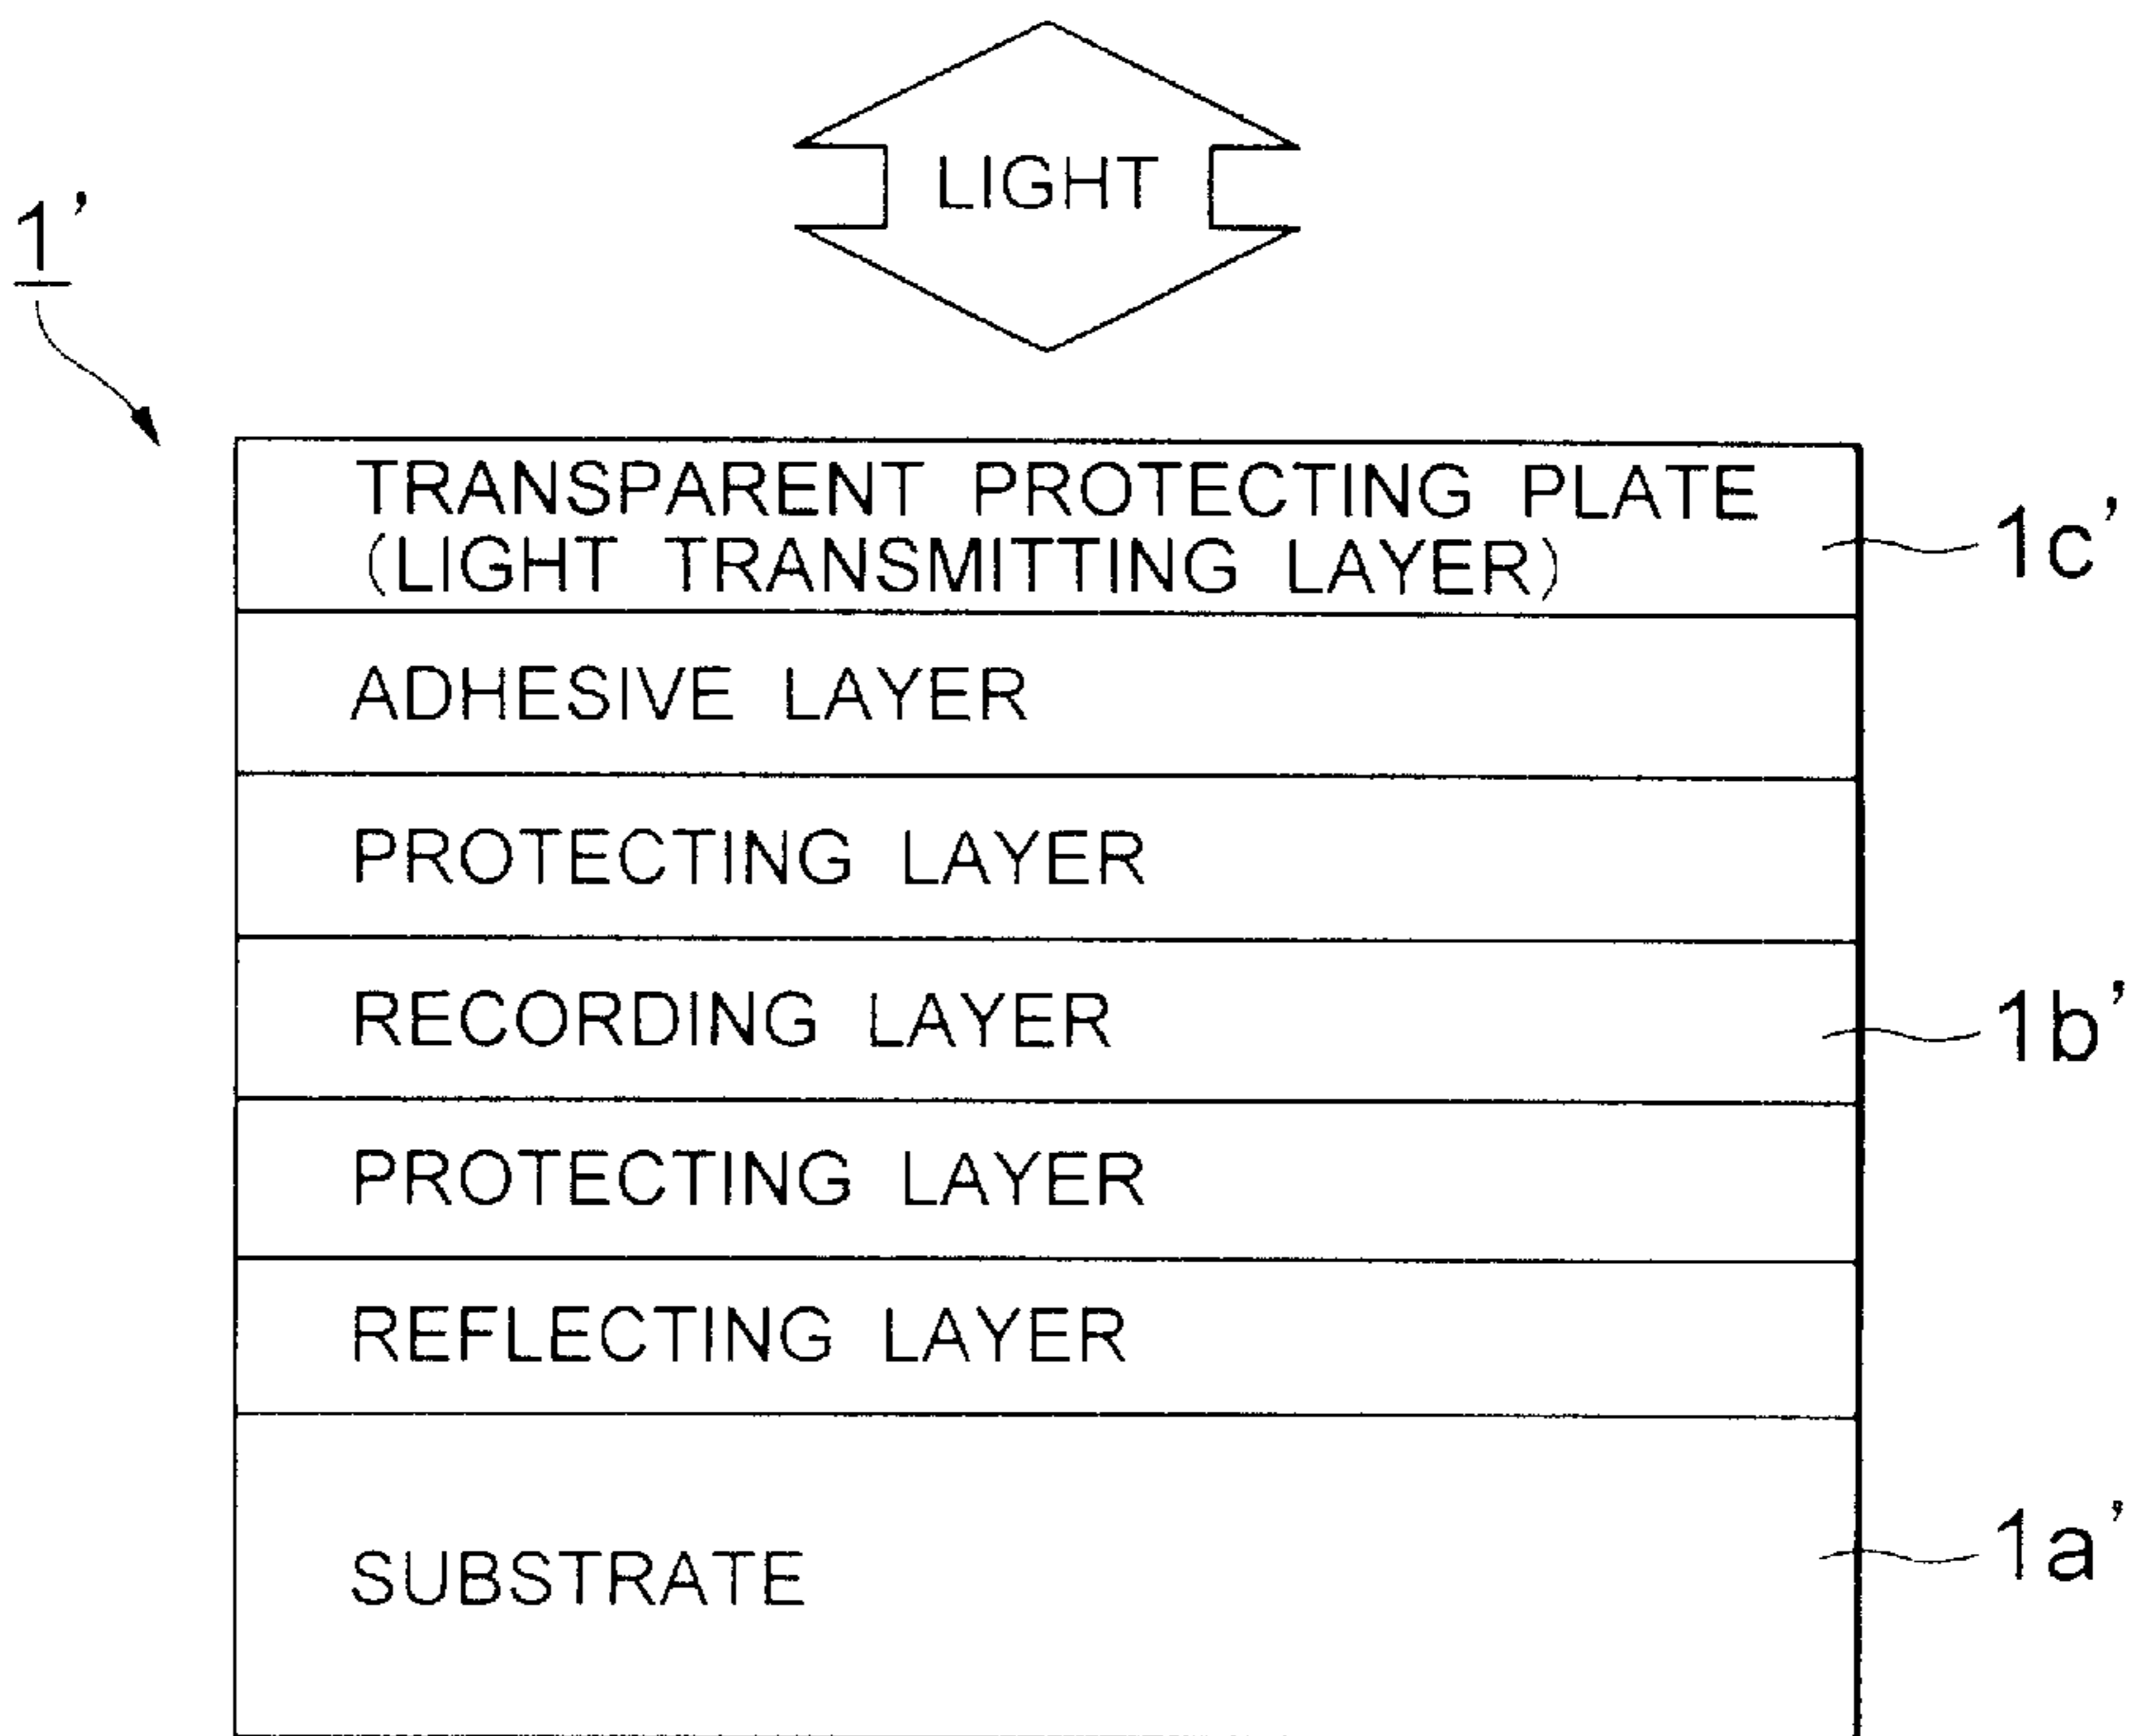 LIGHT
1’
TRANSPARENT PROTECTING PLATE
(LIGHT TRANSMITTING LAYER)
1c’
ADHESIVE LAYER
PROTECTING LAYER
RECORDING LAYER
1b’
PROTECTING LAYER
REFLECTING LAYER
SUBSTRATE
1a’